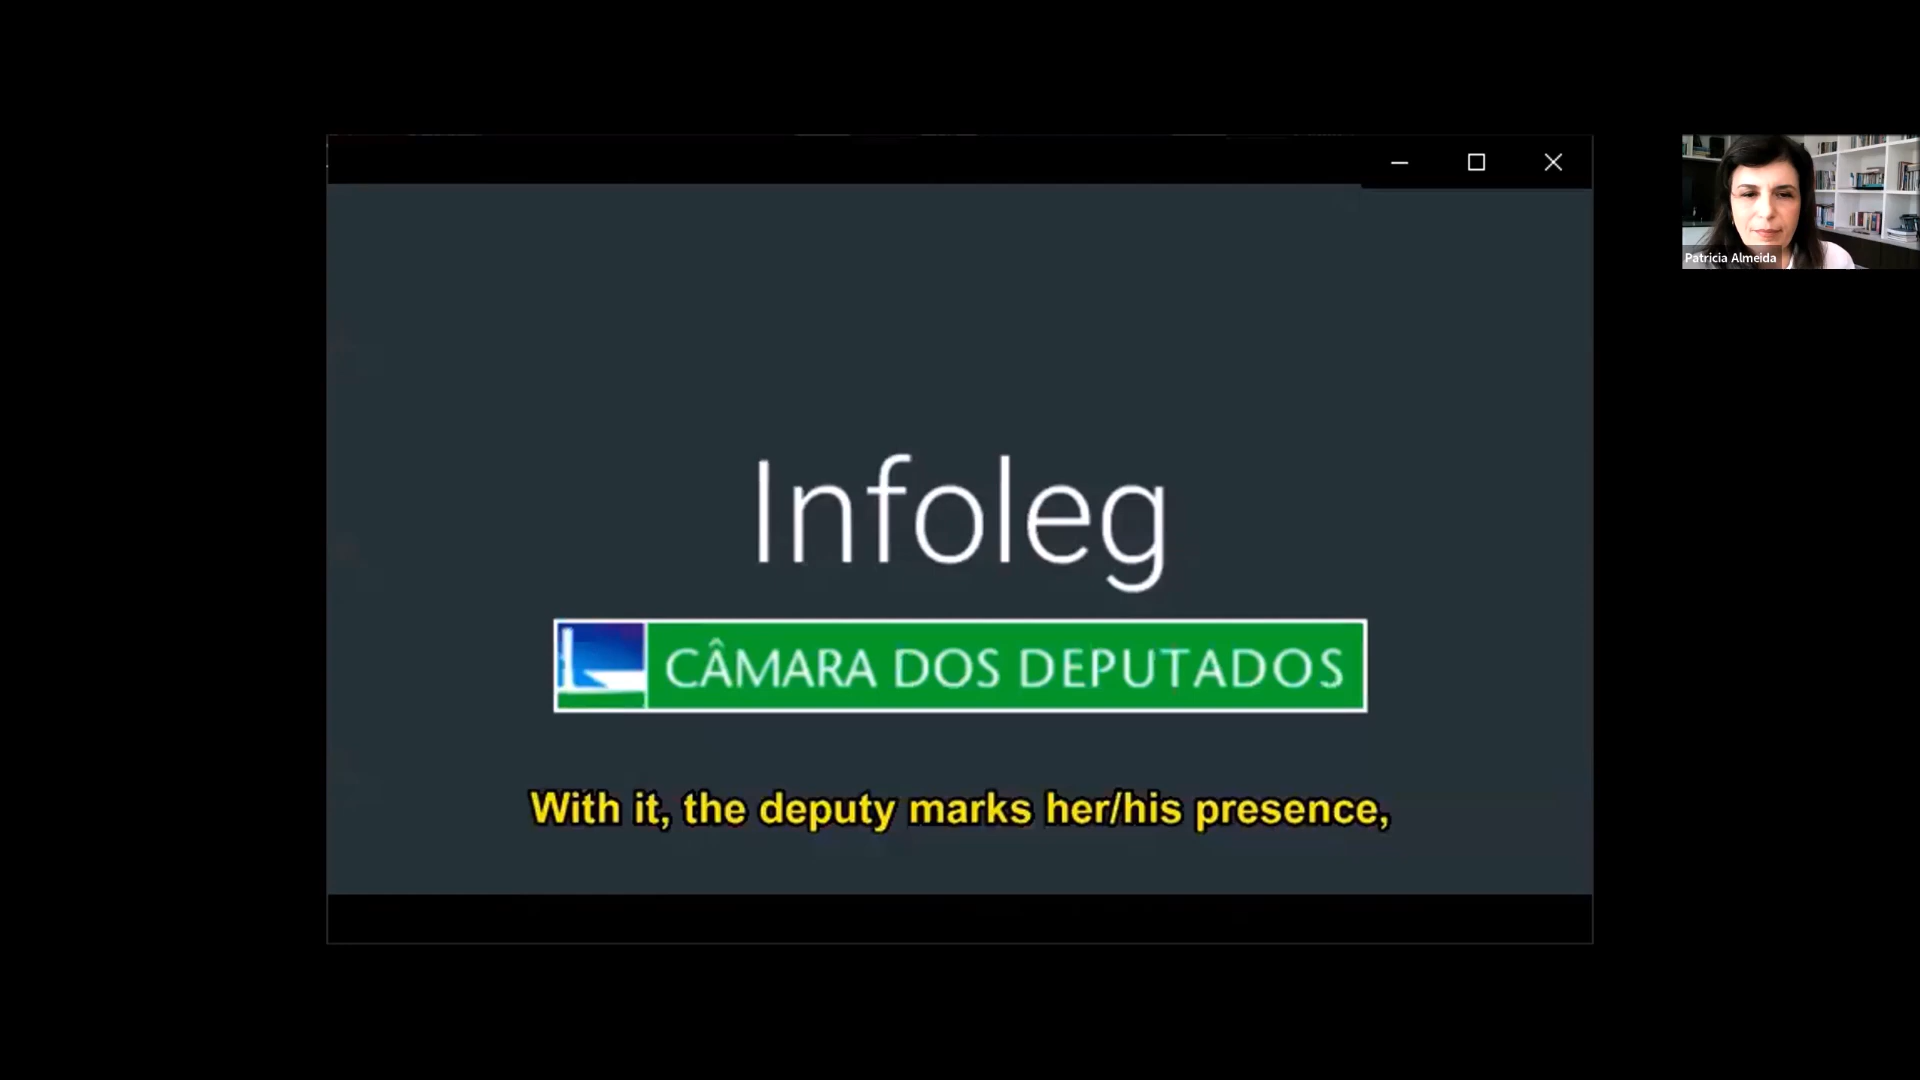 Patricia Almeida
Infoleg
CÂMARA DOS DEPUTADOS
With it, the deputy marks her/his presence,